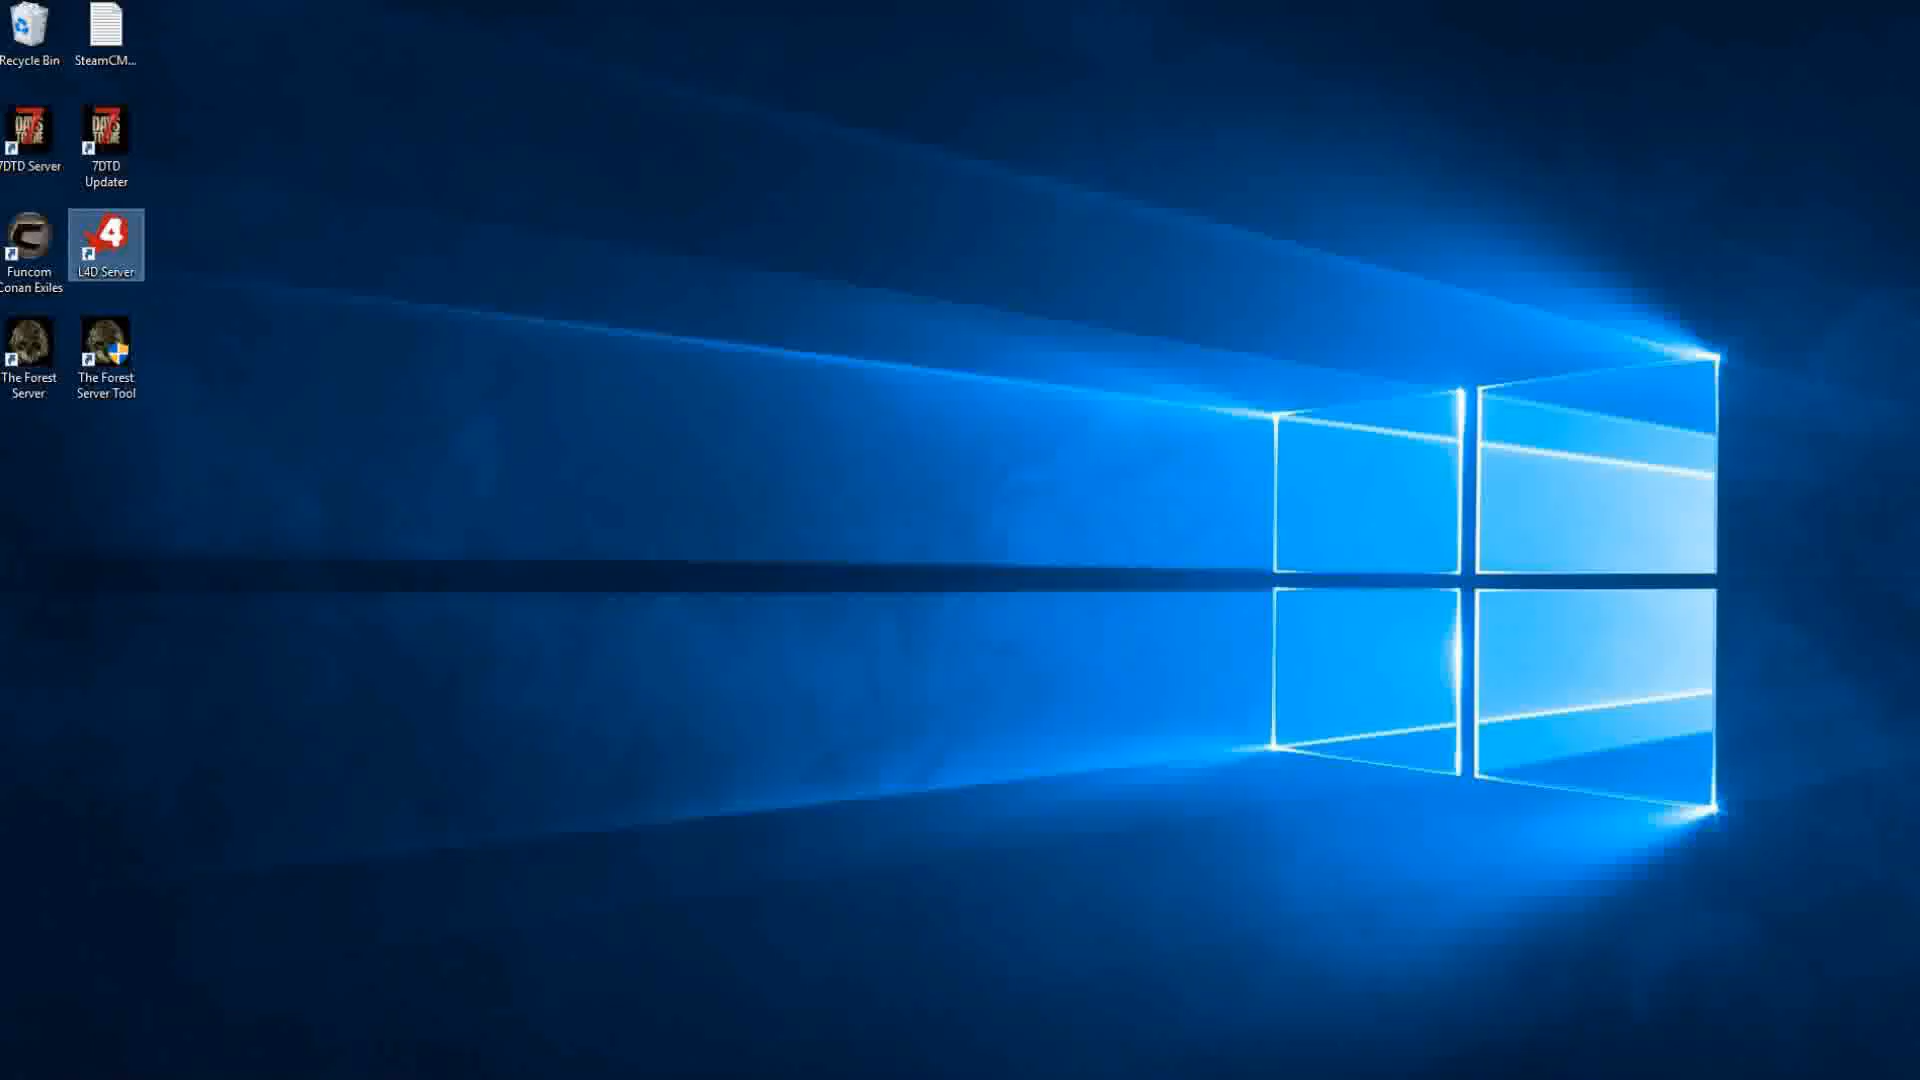 Recycle Bin
SteamCM...
7DTD Server
7DTD
Updater
Funcom
Conan Exiles
L4D Server
The Forest
Server
The Forest
Server Tool